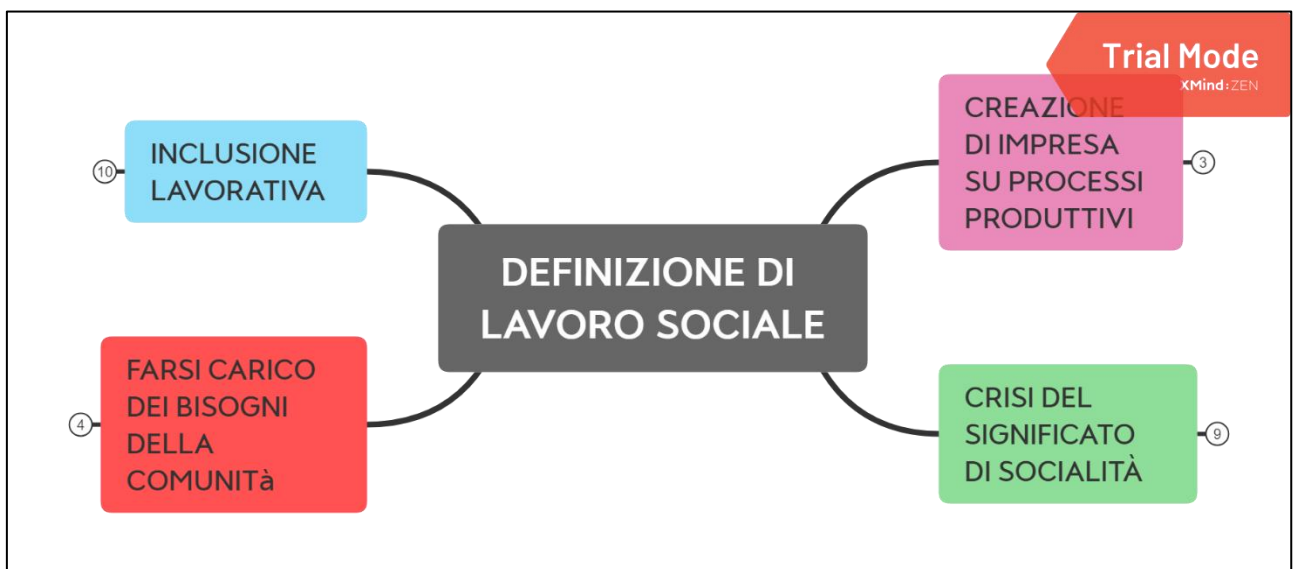 Trial Mode
XMind:ZEN
CREAZIONE
DI IMPRESA
SU PROCESSI
PRODUTTIVI
3
INCLUSIONE
LAVORATIVA
10
DEFINIZIONE DI
LAVORO SOCIALE
FARSI CARICO
DEI BISOGNI
DELLA
COMUNITà
4
CRISI DEL
SIGNIFICATO
DI SOCIALITÀ
9